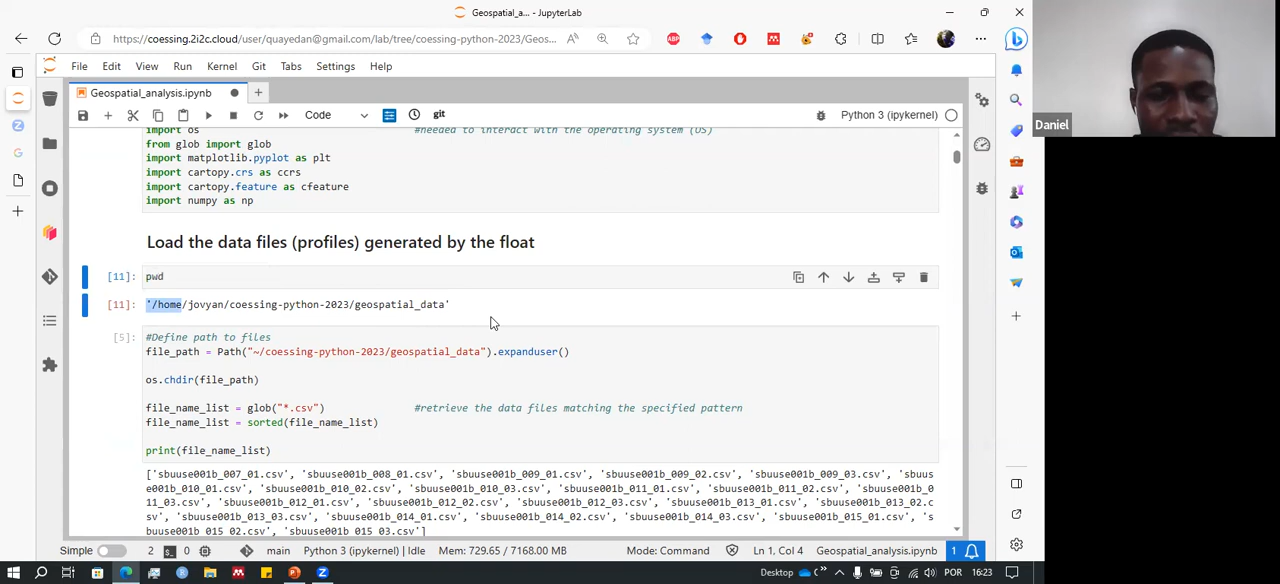 Geospatial_a... - JupyterLab
https://coessing.2i2c.cloud/user/quayedan@gmail.com/lab/tree/coessing-python-2023/Geos...
File Edit View Run Kernel Git Tabs Settings Help
Geospatial_analysis.ipynb
Code git Python 3 (ipykernel)
import os #needed to interact with the operating system (OS)
from glob import glob
import matplotlib.pyplot as plt
import cartopy.crs as ccrs
import cartopy.feature as cfeature
import numpy as np
Load the data files (profiles) generated by the float
[11]: pwd
[11]: '/home/jovyan/coessing-python-2023/geospatial_data'
[5]: #Define path to files
file_path = Path("~/coessing-python-2023/geospatial_data").expanduser()
os.chdir(file_path)
file_name_list = glob("*.csv") #retrieve the data files matching the specified pattern
file_name_list = sorted(file_name_list)
print(file_name_list)
['sbuuse001b_007_01.csv', 'sbuuse001b_008_01.csv', 'sbuuse001b_009_01.csv', 'sbuuse001b_009_02.csv', 'sbuuse001b_009_03.csv', 'sbuus
e001b_010_01.csv', 'sbuuse001b_010_02.csv', 'sbuuse001b_010_03.csv', 'sbuuse001b_011_01.csv', 'sbuuse001b_011_02.csv', 'sbuuse001b_0
11_03.csv', 'sbuuse001b_012_01.csv', 'sbuuse001b_012_02.csv', 'sbuuse001b_012_03.csv', 'sbuuse001b_013_01.csv', 'sbuuse001b_013_02.c
sv', 'sbuuse001b_013_03.csv', 'sbuuse001b_014_01.csv', 'sbuuse001b_014_02.csv', 'sbuuse001b_014_03.csv', 'sbuuse001b_015_01.csv', 's
buuse001b_015_02.csv', 'sbuuse001b_015_03.csv']
Simple 2 0 main Python 3 (ipykernel) | Idle Mem: 729.65 / 7168.00 MB Mode: Command Ln 1, Col 4 Geospatial_analysis.ipynb 1
Daniel
Desktop POR 16:23